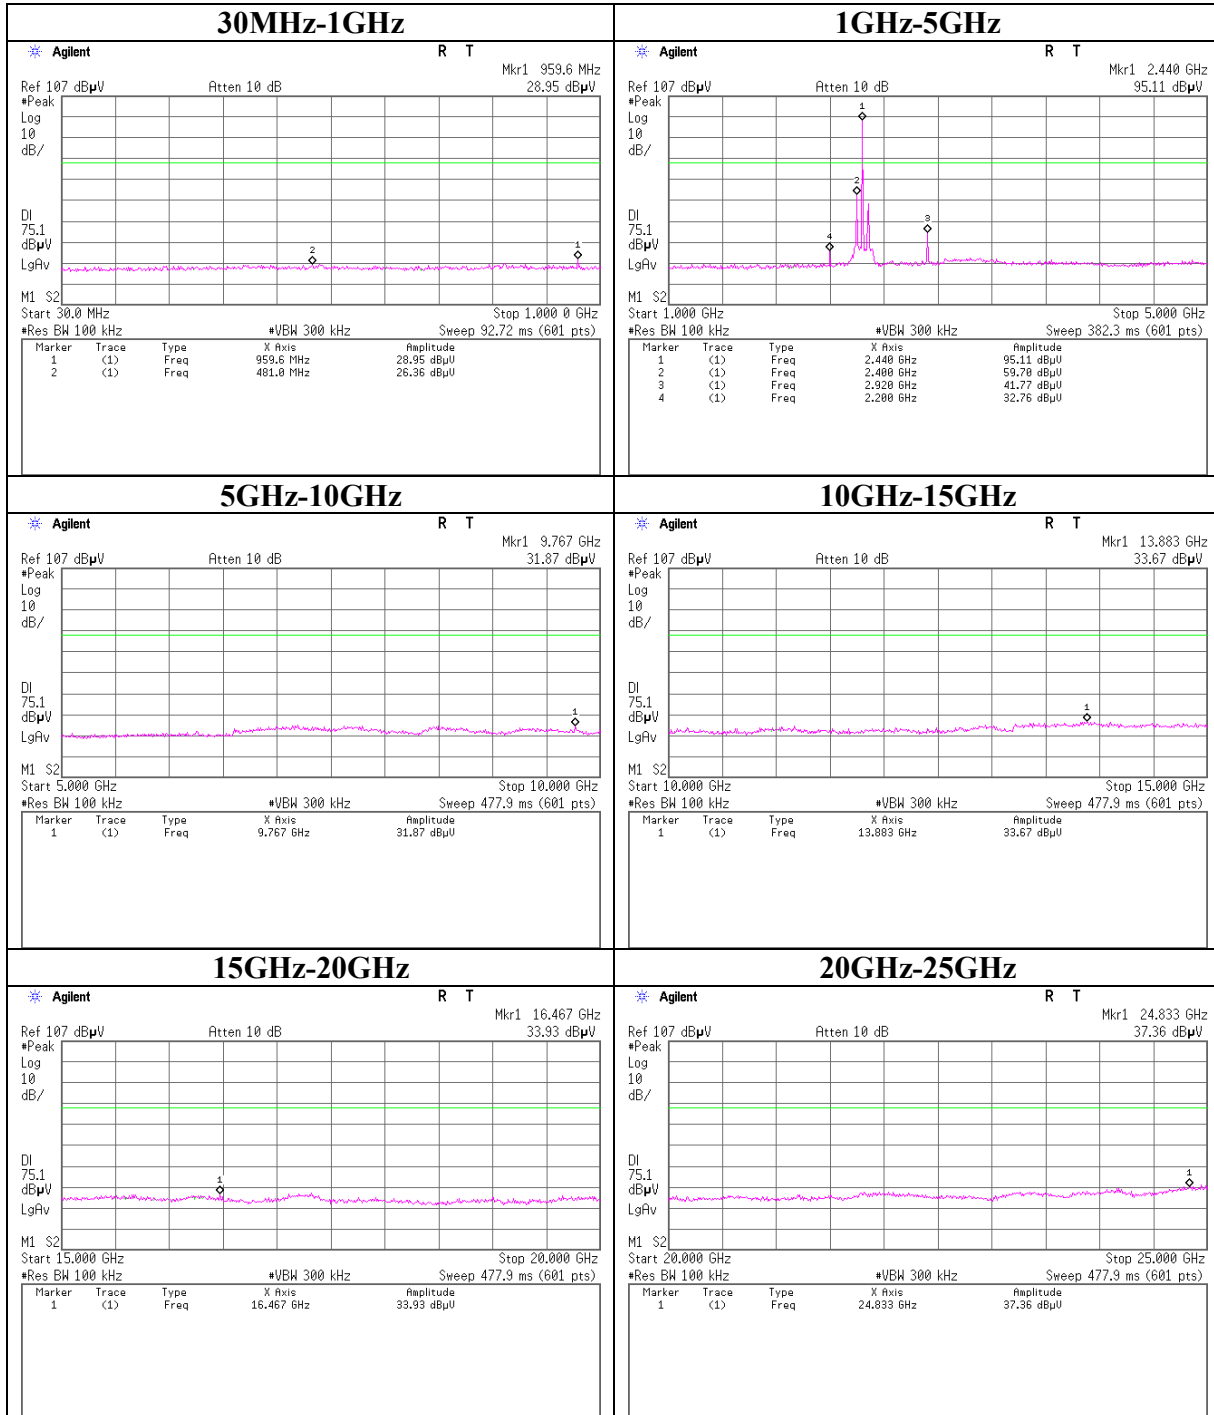 30MHz-1GHz
Agilent R T
Mkr1 959.6 MHz
Ref 107 dBµV Atten 10 dB 28.95 dBµV
#Peak
Log
10
dB/
2
1
DI
75.1
dBµV
LgAv
M1 S2
Start 30.0 MHz Stop 1.000 0 GHz
#Res BW 100 kHz #VBW 300 kHz Sweep 92.72 ms (601 pts)
Marker Trace Type X Axis Amplitude
1 (1) Freq 959.6 MHz 28.95 dBµV
2 (1) Freq 481.0 MHz 26.36 dBµV
1GHz-5GHz
Agilent R T
Mkr1 2.440 GHz
Ref 107 dBµV Atten 10 dB 95.11 dBµV
#Peak
Log
10
dB/
1
2
3
4
DI
75.1
dBµV
LgAv
M1 S2
Start 1.000 GHz Stop 5.000 GHz
#Res BW 100 kHz #VBW 300 kHz Sweep 382.3 ms (601 pts)
Marker Trace Type X Axis Amplitude
1 (1) Freq 2.440 GHz 95.11 dBµV
2 (1) Freq 2.400 GHz 59.70 dBµV
3 (1) Freq 2.920 GHz 41.77 dBµV
4 (1) Freq 2.200 GHz 32.76 dBµV
5GHz-10GHz
Agilent R T
Mkr1 9.767 GHz
Ref 107 dBµV Atten 10 dB 31.87 dBµV
#Peak
Log
10
dB/
1
DI
75.1
dBµV
LgAv
M1 S2
Start 5.000 GHz Stop 10.000 GHz
#Res BW 100 kHz #VBW 300 kHz Sweep 477.9 ms (601 pts)
Marker Trace Type X Axis Amplitude
1 (1) Freq 9.767 GHz 31.87 dBµV
10GHz-15GHz
Agilent R T
Mkr1 13.883 GHz
Ref 107 dBµV Atten 10 dB 33.67 dBµV
#Peak
Log
10
dB/
1
DI
75.1
dBµV
LgAv
M1 S2
Start 10.000 GHz Stop 15.000 GHz
#Res BW 100 kHz #VBW 300 kHz Sweep 477.9 ms (601 pts)
Marker Trace Type X Axis Amplitude
1 (1) Freq 13.883 GHz 33.67 dBµV
15GHz-20GHz
Agilent R T
Mkr1 16.467 GHz
Ref 107 dBµV Atten 10 dB 33.93 dBµV
#Peak
Log
10
dB/
1
DI
75.1
dBµV
LgAv
M1 S2
Start 15.000 GHz Stop 20.000 GHz
#Res BW 100 kHz #VBW 300 kHz Sweep 477.9 ms (601 pts)
Marker Trace Type X Axis Amplitude
1 (1) Freq 16.467 GHz 33.93 dBµV
20GHz-25GHz
Agilent R T
Mkr1 24.833 GHz
Ref 107 dBµV Atten 10 dB 37.36 dBµV
#Peak
Log
10
dB/
1
DI
75.1
dBµV
LgAv
M1 S2
Start 20.000 GHz Stop 25.000 GHz
#Res BW 100 kHz #VBW 300 kHz Sweep 477.9 ms (601 pts)
Marker Trace Type X Axis Amplitude
1 (1) Freq 24.833 GHz 37.36 dBµV